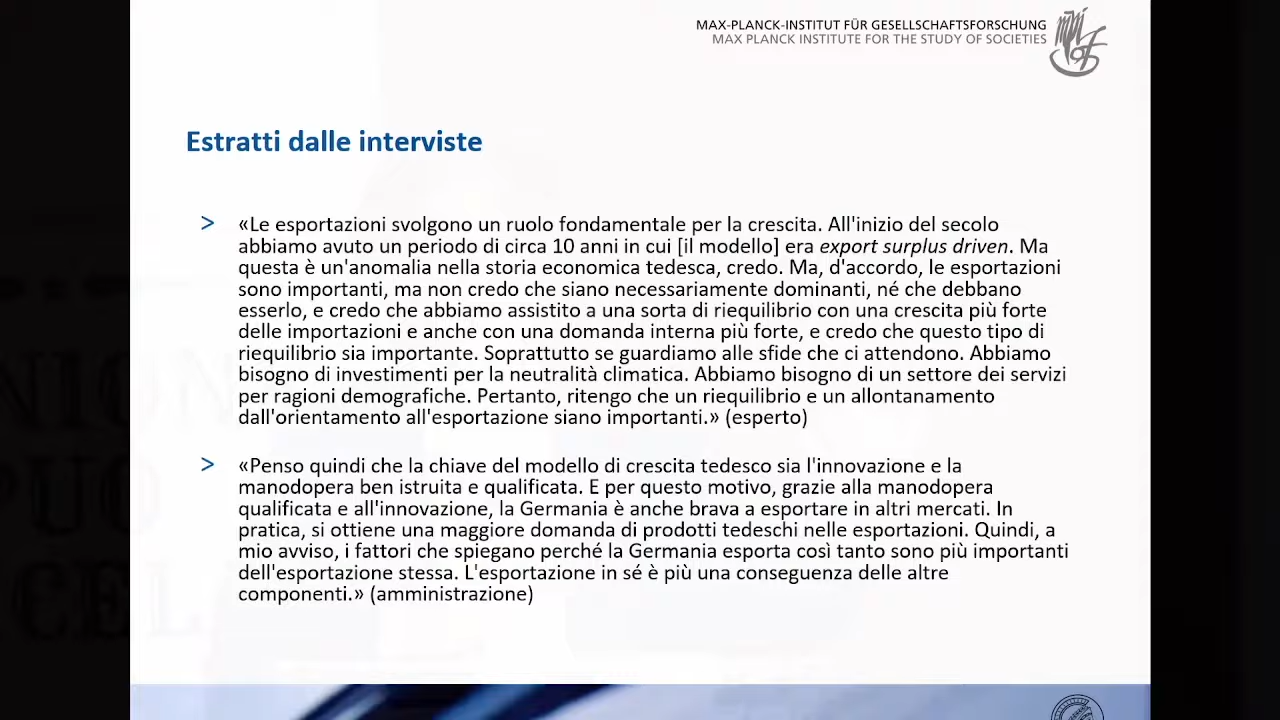 MAX-PLANCK-INSTITUT FÜR GESELLSCHAFTSFORSCHUNG
MAX PLANCK INSTITUTE FOR THE STUDY OF SOCIETIES
Estratti dalle interviste
> «Le esportazioni svolgono un ruolo fondamentale per la crescita. All'inizio del secolo
abbiamo avuto un periodo di circa 10 anni in cui [il modello] era export surplus driven. Ma
questa è un'anomalia nella storia economica tedesca, credo. Ma, d'accordo, le esportazioni
sono importanti, ma non credo che siano necessariamente dominanti, né che debbano
esserlo, e credo che abbiamo assistito a una sorta di riequilibrio con una crescita più forte
delle importazioni e anche con una domanda interna più forte, e credo che questo tipo di
riequilibrio sia importante. Soprattutto se guardiamo alle sfide che ci attendono. Abbiamo
bisogno di investimenti per la neutralità climatica. Abbiamo bisogno di un settore dei servizi
per ragioni demografiche. Pertanto, ritengo che un riequilibrio e un allontanamento
dall'orientamento all'esportazione siano importanti.» (esperto)
> «Penso quindi che la chiave del modello di crescita tedesco sia l'innovazione e la
manodopera ben istruita e qualificata. E per questo motivo, grazie alla manodopera
qualificata e all'innovazione, la Germania è anche brava a esportare in altri mercati. In
pratica, si ottiene una maggiore domanda di prodotti tedeschi nelle esportazioni. Quindi, a
mio avviso, i fattori che spiegano perché la Germania esporta così tanto sono più importanti
dell'esportazione stessa. L'esportazione in sé è più una conseguenza delle altre
componenti.» (amministrazione)